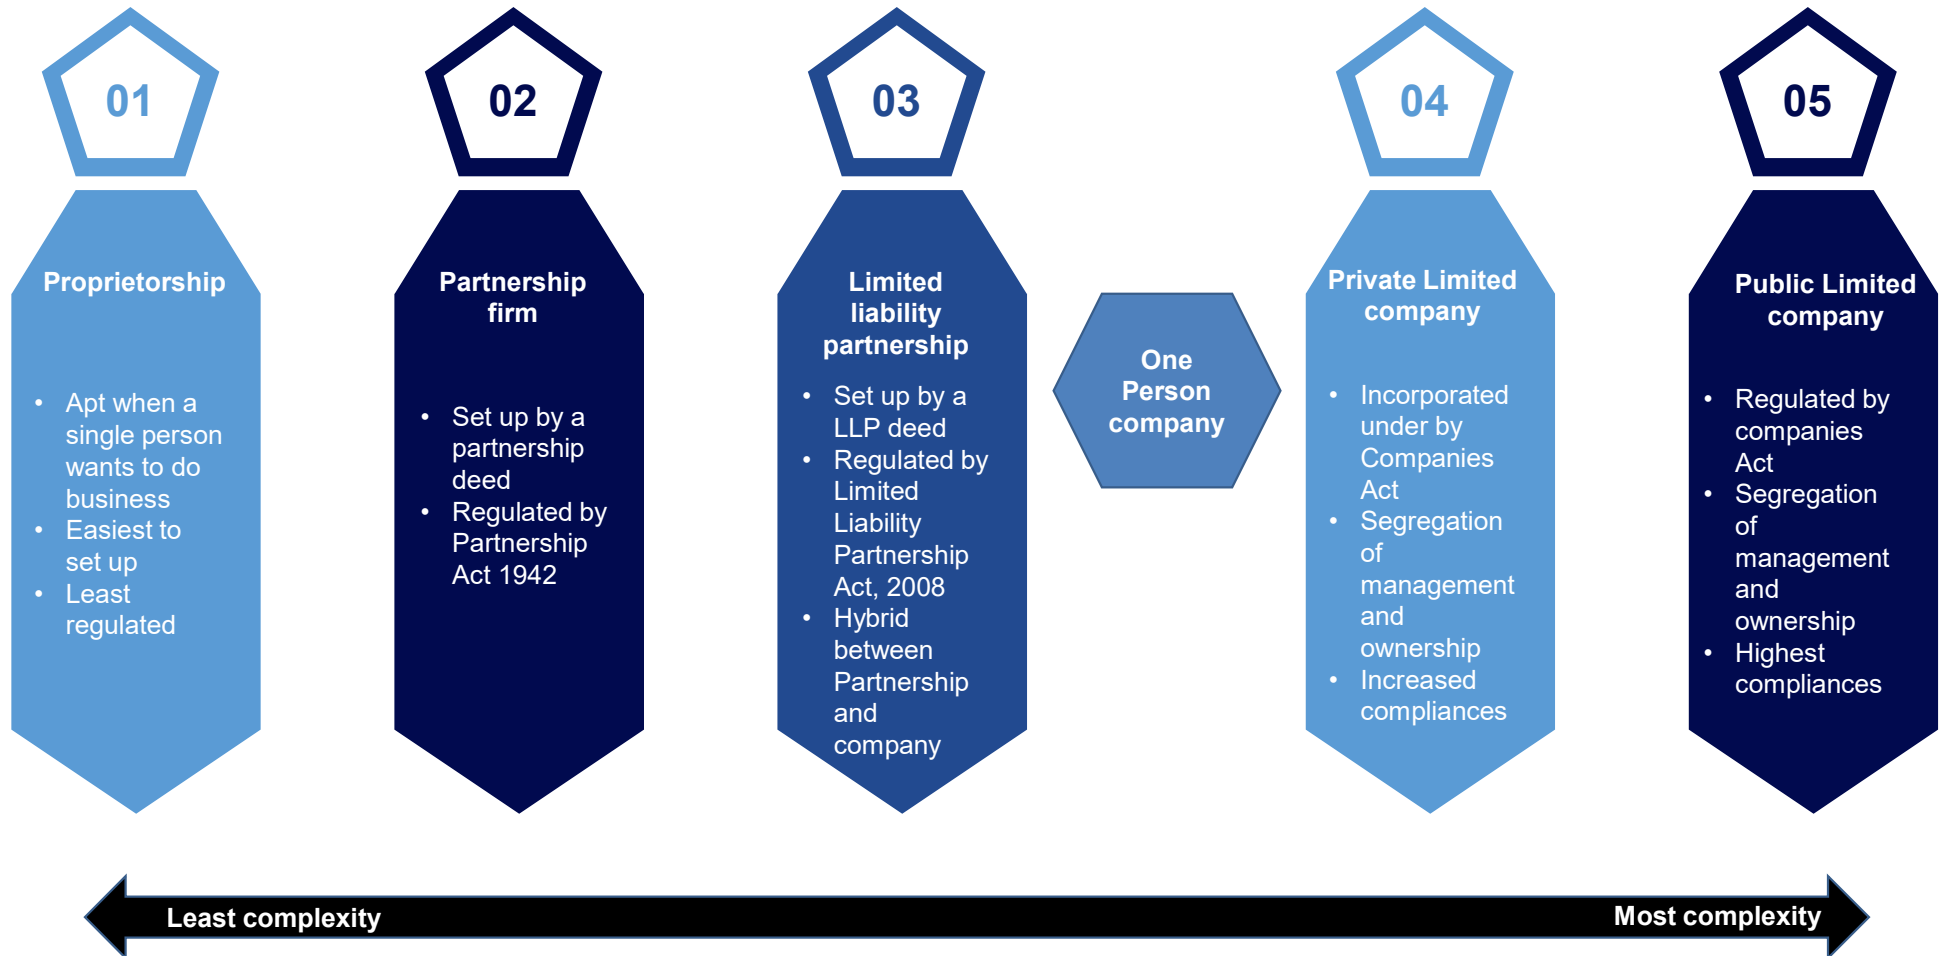 01
Proprietorship
• Apt when a
single person
wants to do
business
• Easiest to
set up
• Least
regulated
02
Partnership
firm
• Set up by a
partnership
deed
• Regulated by
Partnership
Act 1942
03
Limited
liability
partnership
• Set up by a
LLP deed
• Regulated by
Limited
Liability
Partnership
Act, 2008
• Hybrid
between
Partnership
and
company
One
Person
company
04
Private Limited
company
• Incorporated
under by
Companies
Act
• Segregation
of
management
and
ownership
• Increased
compliances
05
Public Limited
company
• Regulated by
companies
Act
• Segregation
of
management
and
ownership
• Highest
compliances
Least complexity
Most complexity